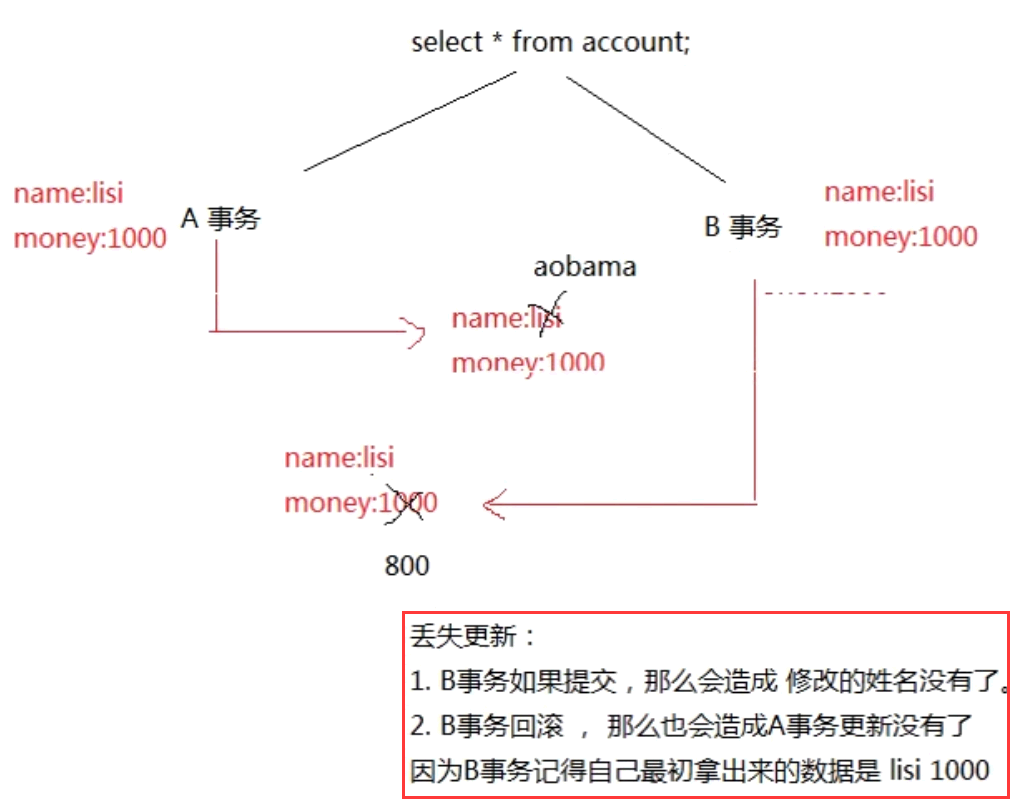 select * from account;
name:lisi
money:1000
A 事务
B 事务
name:lisi
money:1000
aobama
name:lisi
money:1000
name:lisi
money:1000
800
丢失更新：
1. B事务如果提交，那么会造成 修改的姓名没有了。
2. B事务回滚 ， 那么也会造成A事务更新没有了
因为B事务记得自己最初拿出来的数据是 lisi 1000